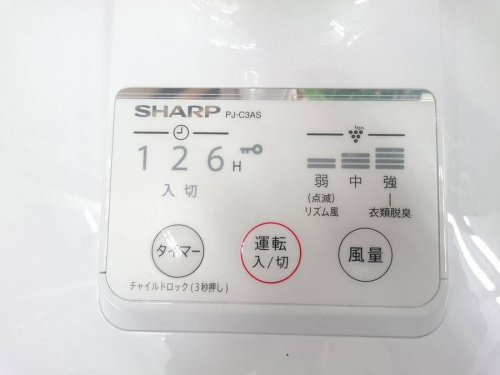 SHARP PJ-C3AS
1 2 6 H
入 切
ion
弱 中 強
(点滅)
リズム風
衣類脱臭
タイマー
運転
入/切
風量
チャイルドロック(3秒押し)